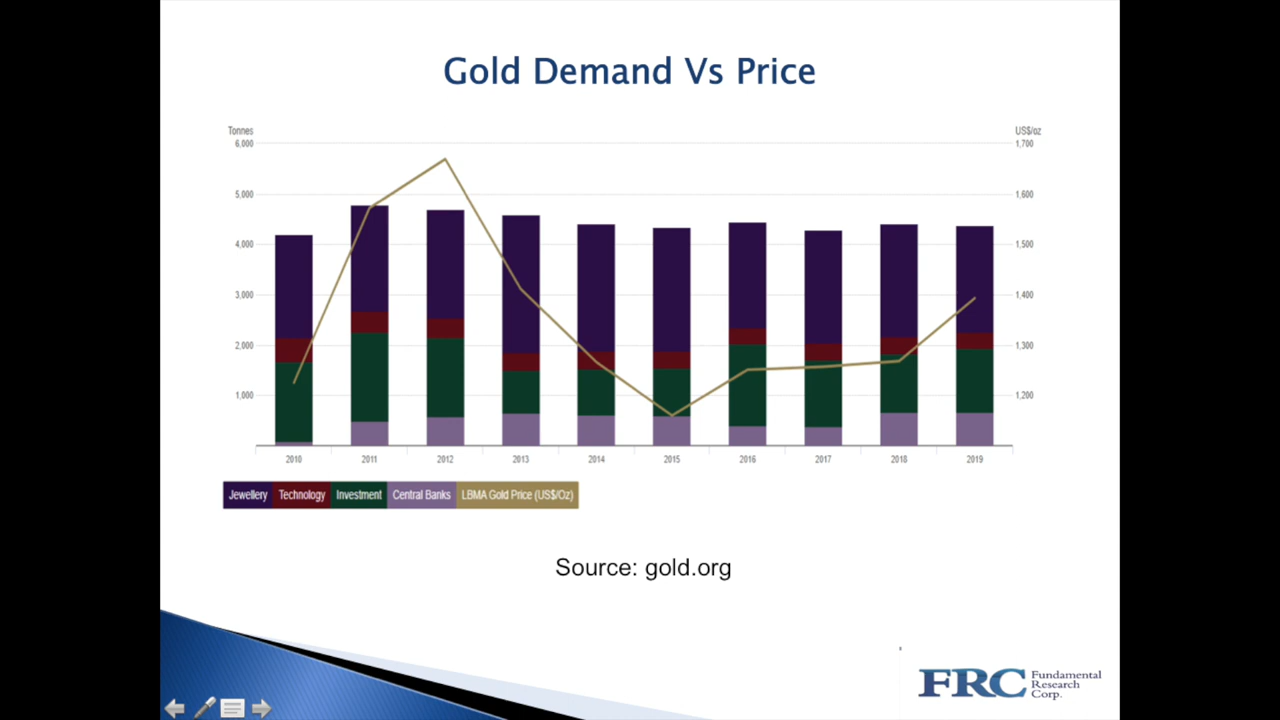 Gold Demand Vs Price
Tonnes
US$/oz
6,000
1,700
5,000
1,600
4,000
1,500
3,000
1,400
2,000
1,300
1,000
1,200
2010 2011 2012 2013 2014 2015 2016 2017 2018 2019
Jewellery Technology Investment Central Banks LBMA Gold Price (US$/Oz)
Source: gold.org
FRC
Fundamental
Research
Corp.